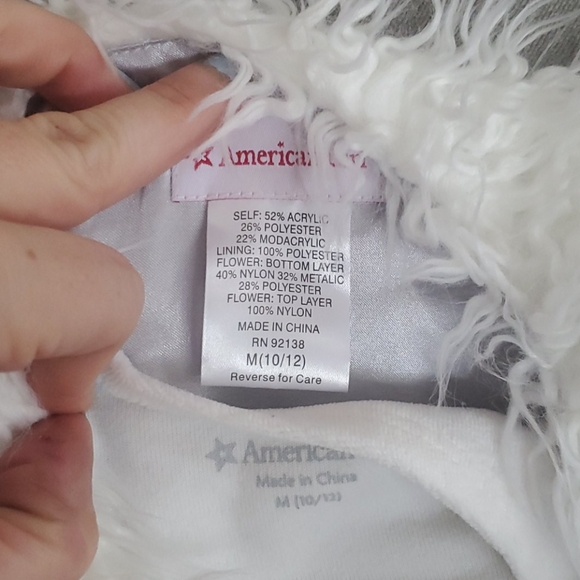 America
SELF: 52% ACRYLIC
26% POLYESTER
22% MODACRYLIC
LINING: 100% POLYESTER
FLOWER: BOTTOM LAYER
40% NYLON 32% METALIC
28% POLYESTER
FLOWER: TOP LAYER
100% NYLON
MADE IN CHINA
RN 92138
M(10/12)
Reverse for Care
American
Made in China
M (10/12)